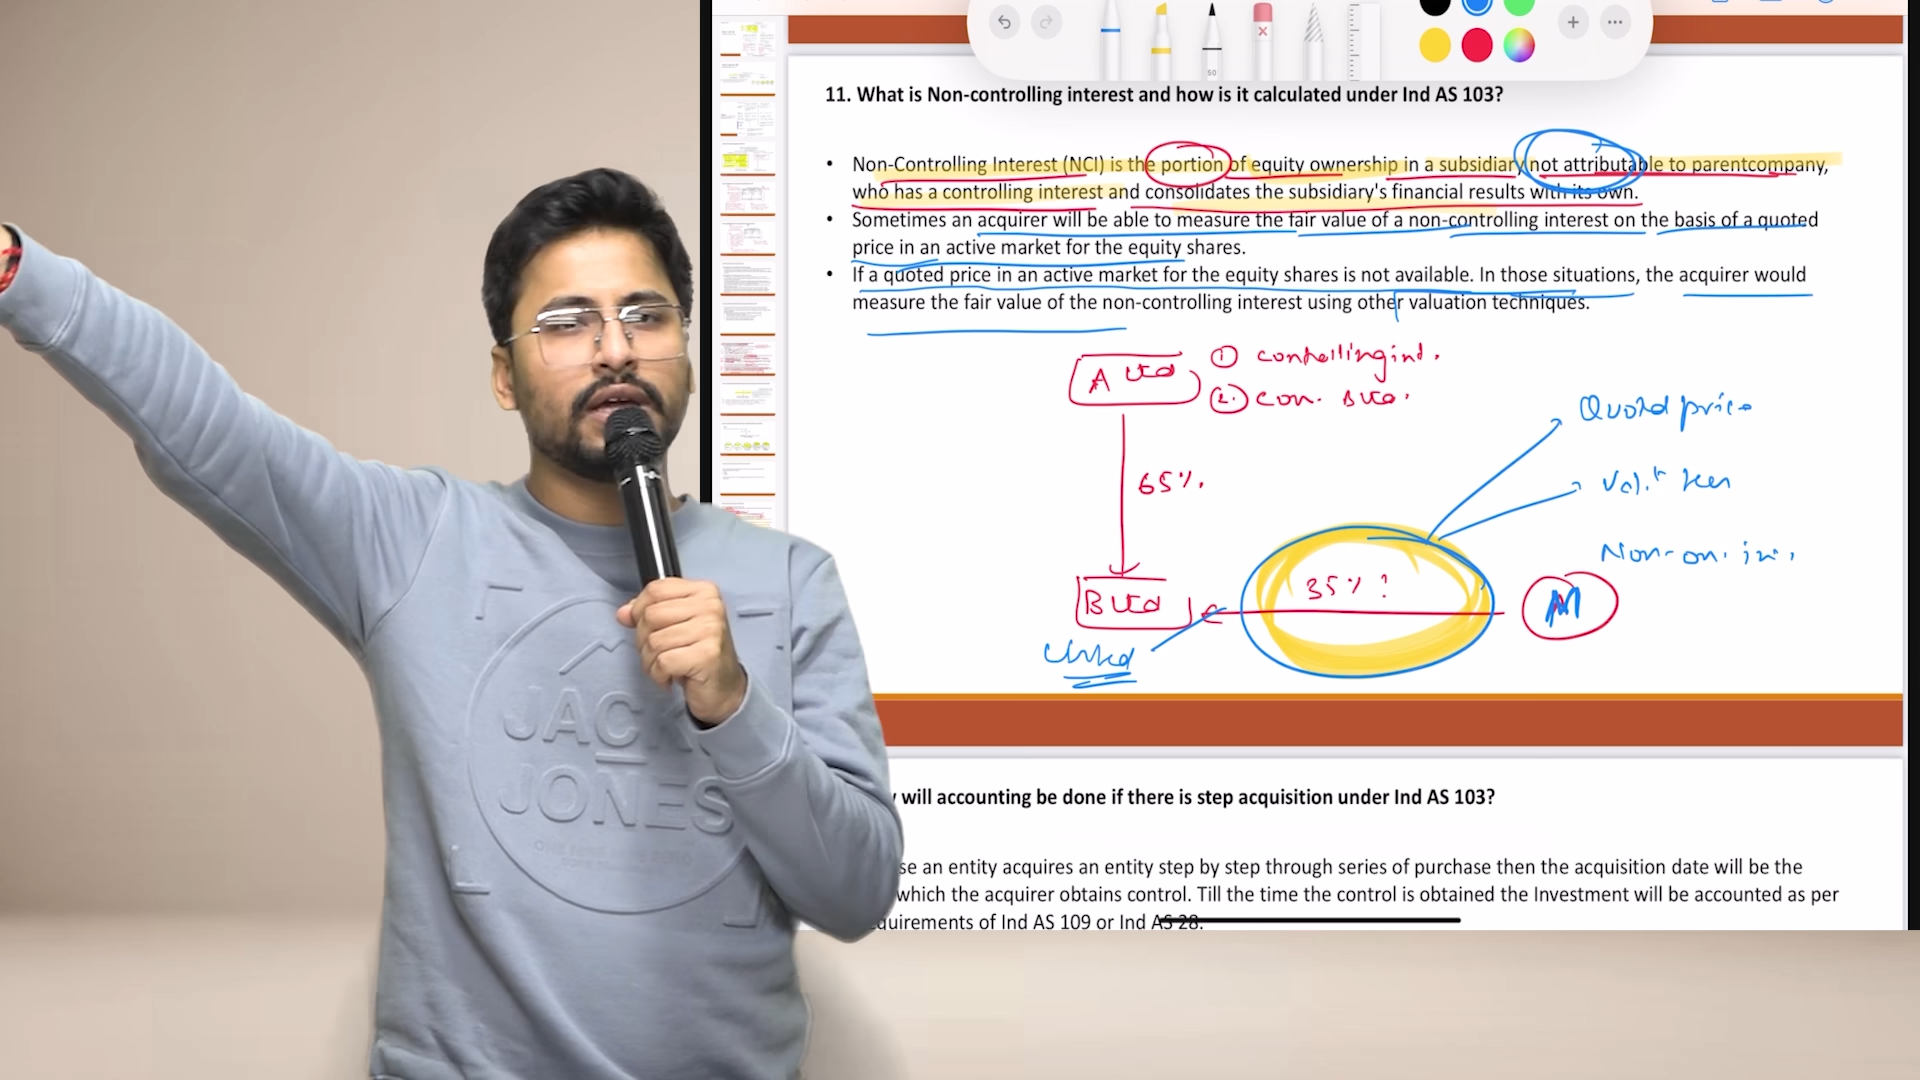 50
11. What is Non-controlling interest and how is it calculated under Ind AS 103?
• Non-Controlling Interest (NCI) is the portion of equity ownership in a subsidiary not attributable to parentcompany,
who has a controlling interest and consolidates the subsidiary's financial results with its own.
• Sometimes an acquirer will be able to measure the fair value of a non-controlling interest on the basis of a quoted
price in an active market for the equity shares.
• If a quoted price in an active market for the equity shares is not available. In those situations, the acquirer would
measure the fair value of the non-controlling interest using other valuation techniques.
A Ltd
① controlling int.
②. con.
Quoted price
65%.
35% ?
B Ltd
M
will accounting be done if there is step acquisition under Ind AS 103?
se an entity acquires an entity step by step through series of purchase then the acquisition date will be the
which the acquirer obtains control. Till the time the control is obtained the Investment will be accounted as per
quirements of Ind AS 109 or Ind AS 28.
JACK
JONES